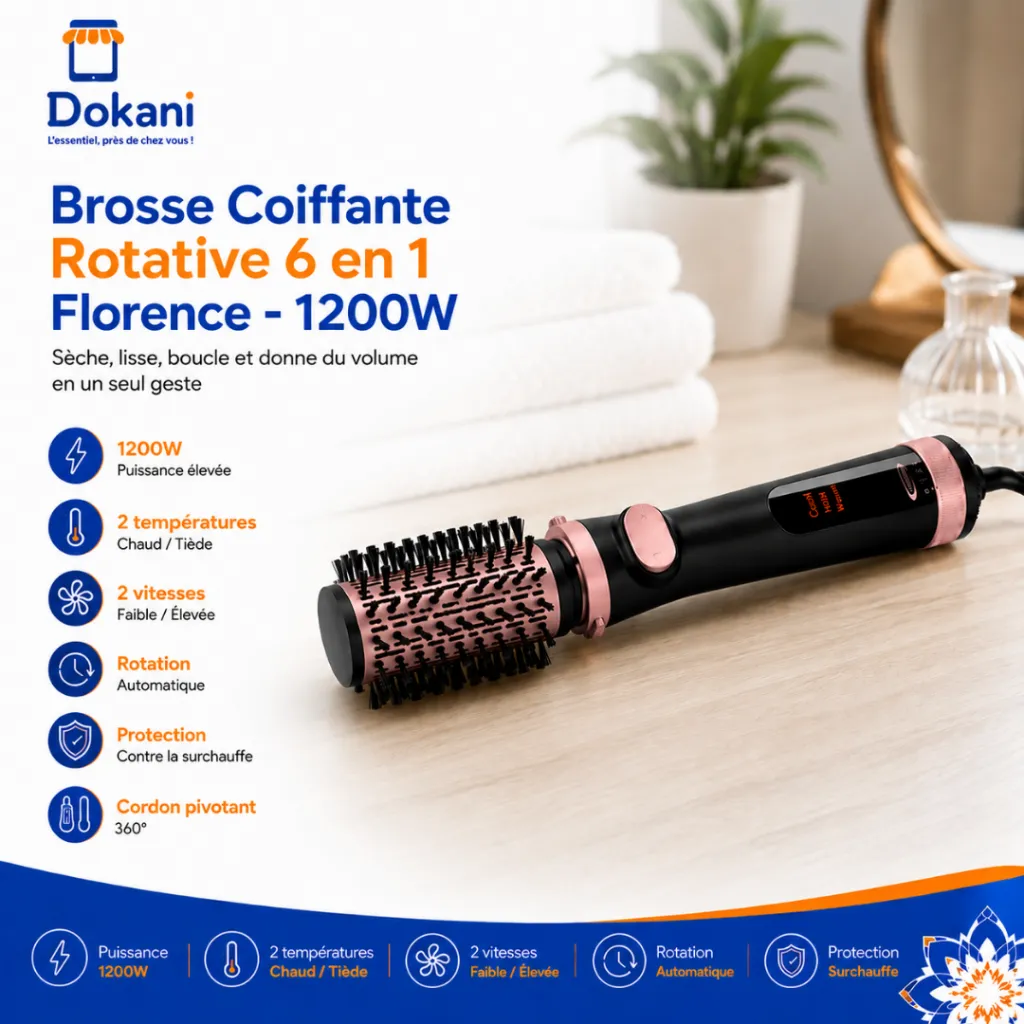 Dokani
L'essentiel, près de chez vous !
Brosse Coiffante
Rotative 6 en 1
Florence - 1200W
Sèche, lisse, boucle et donne du volume
en un seul geste
1200W
Puissance élevée
2 températures
Chaud / Tiède
2 vitesses
Faible / Élevée
Rotation
Automatique
Protection
Contre la surchauffe
Cordon pivotant
360°
Puissance
1200W
2 températures
Chaud / Tiède
2 vitesses
Faible / Élevée
Rotation
Automatique
Protection
Surchauffe